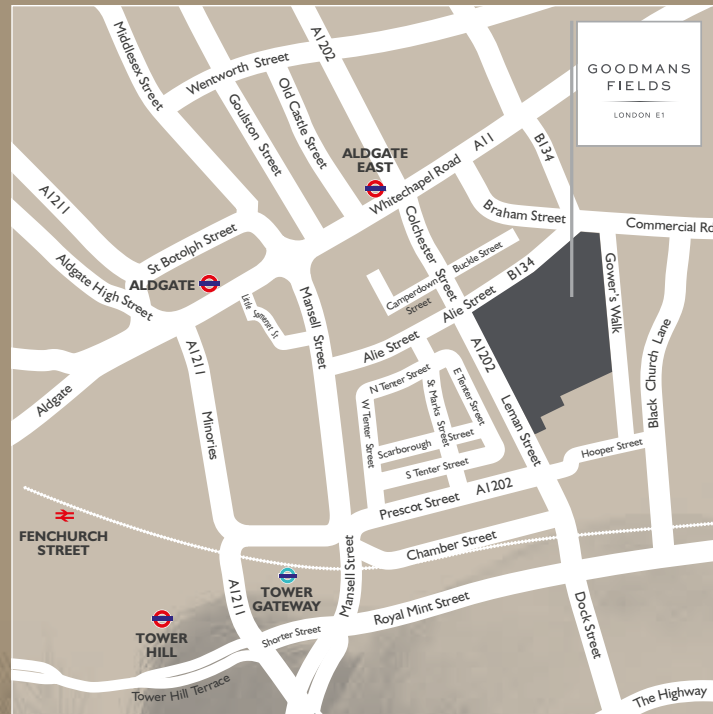 GOODMANS
FIELDS
LONDON E1
Middlesex Street
Wentworth Street
A1202
Goulston Street
Old Castle Street
ALDGATE
EAST
Whitechapel Road
A11
B134
Braham Street
Commercial Rd
A1211
Aldgate High Street
St Botolph Street
ALDGATE
Little Somerset St
Mansell Street
Colchester Street
Buckle Street
Camperdown
Street
Alie Street
B134
Gower's Walk
Black Church Lane
Alie Street
A1202
Leman Street
Aldgate
A1211
Minories
N Tenter Street
W Tenter Street
St Marks Street
E Tenter Street
Scarborough Street
S Tenter Street
Hooper Street
Prescot Street
A1202
Chamber Street
FENCHURCH
STREET
TOWER
GATEWAY
Mansell Street
A1211
TOWER
HILL
Shorter Street
Royal Mint Street
Dock Street
Tower Hill Terrace
The Highway